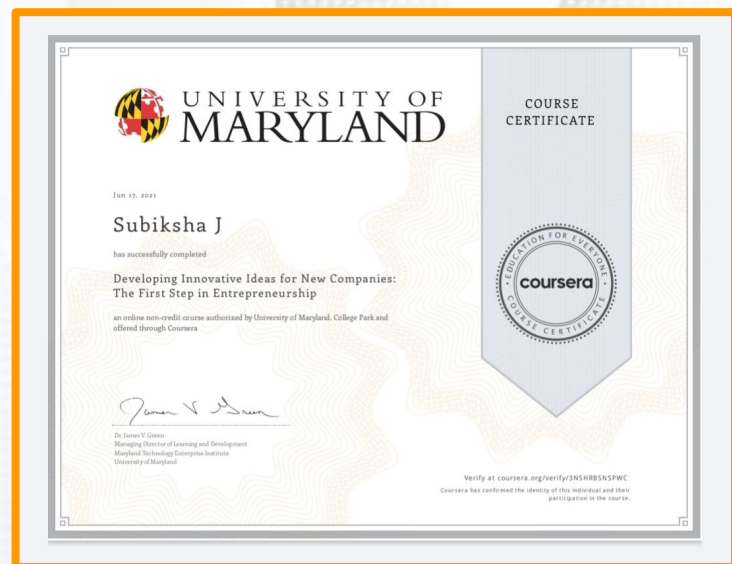 UNIVERSITY OF
MARYLAND
COURSE
CERTIFICATE
Jun 17, 2021
Subiksha J
has successfully completed
Developing Innovative Ideas for New Companies:
The First Step in Entrepreneurship
an online non-credit course authorized by University of Maryland, College Park and
offered through Coursera
EDUCATION FOR EVERYONE
coursera
COURSE CERTIFICATE
James V Green
Dr. James V. Green
Managing Director of Learning and Development
Maryland Technology Enterprise Institute
University of Maryland
Verify at coursera.org/verify/3NSHRBSNSPWC
Coursera has confirmed the identity of this individual and their
participation in the course.